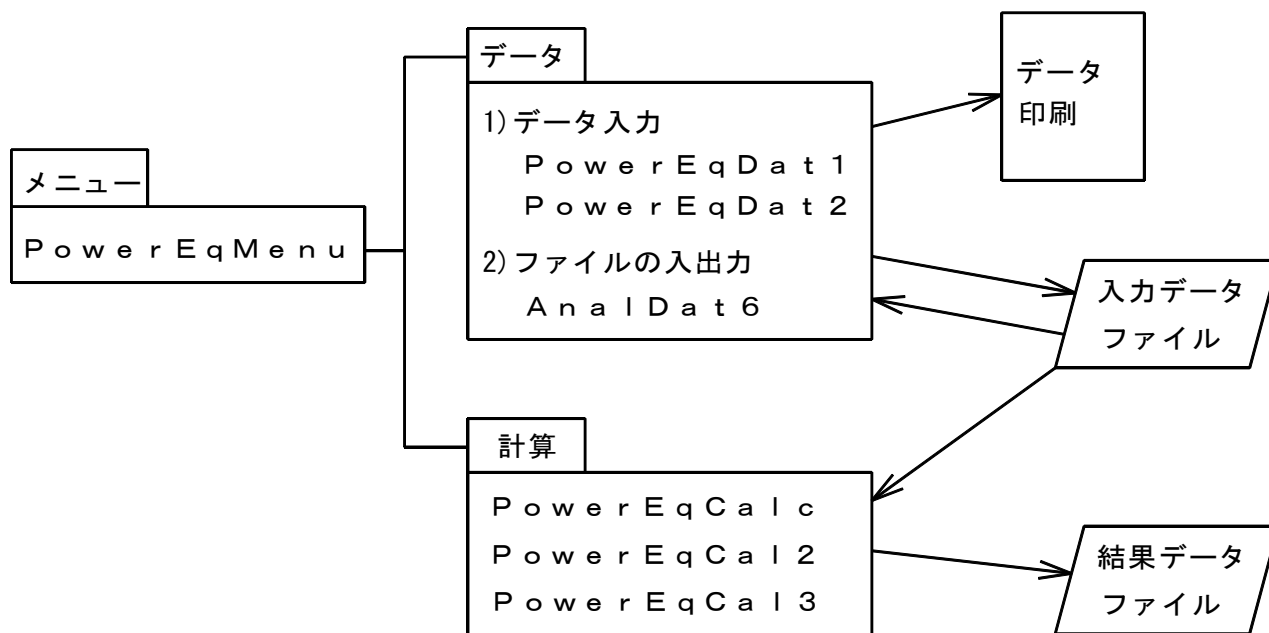 メニュー
PowerEqMenu
データ
1)データ入力
PowerEqDat1
PowerEqDat2
2)ファイルの入出力
AnalDat6
計算
PowerEqCalc
PowerEqCal2
PowerEqCal3
データ
印刷
入力データ
ファイル
結果データ
ファイル